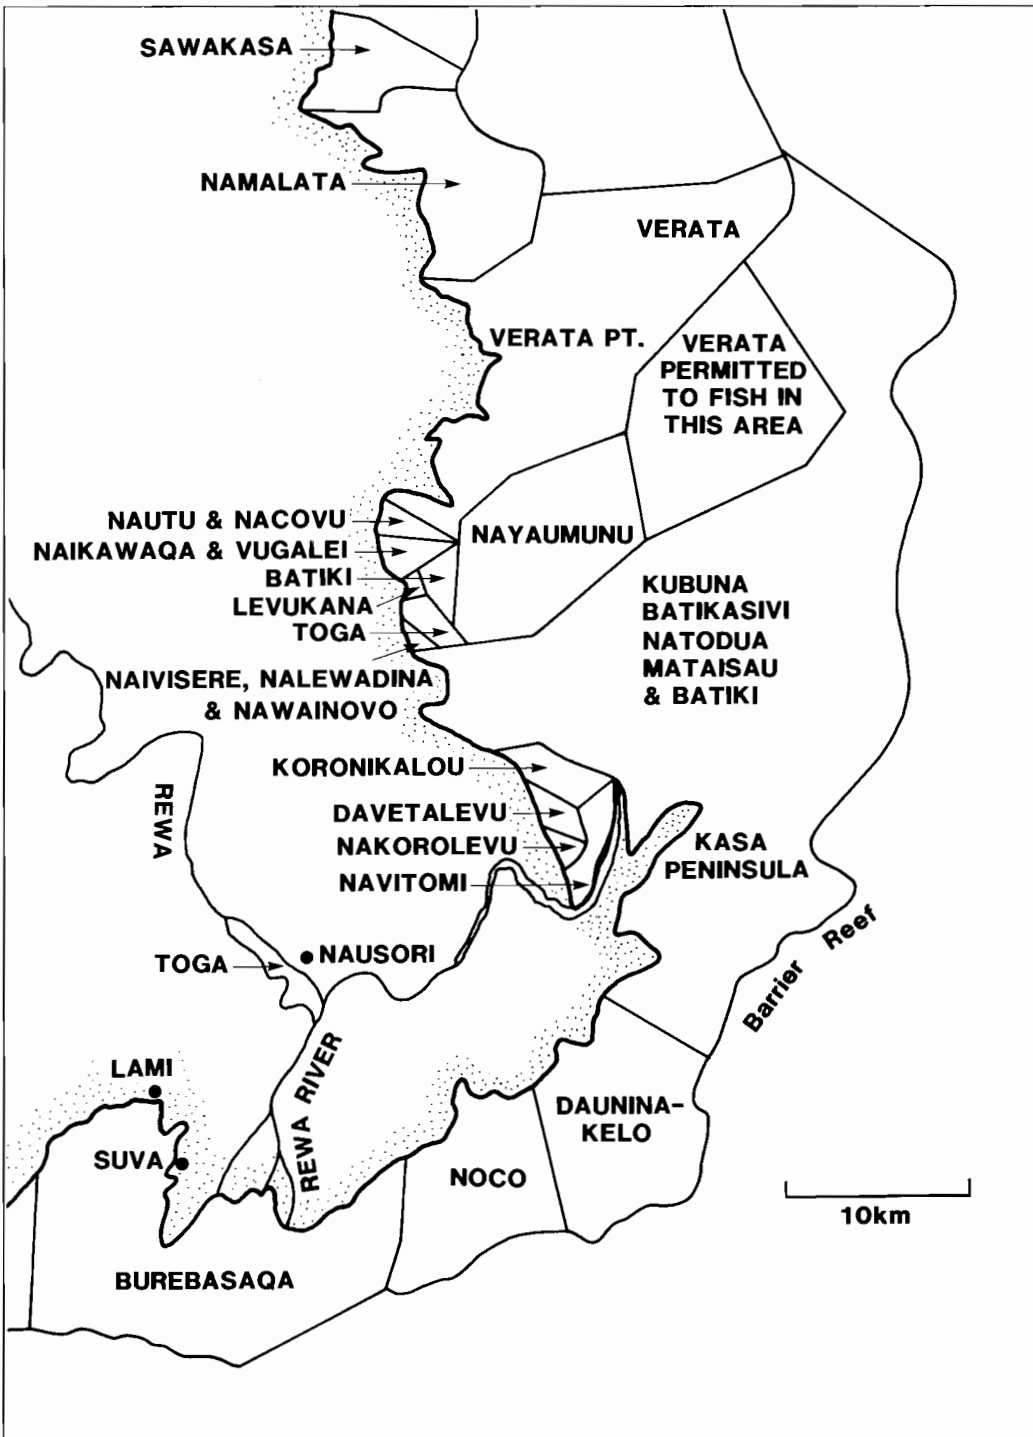 SAWAKASA
NAMALATA
VERATA
VERATA PT.
VERATA
PERMITTED
TO FISH IN
THIS AREA
NAUTU & NACOVU
NAIKAWAQA & VUGALEI
BATIKI
LEVUKANA
TOGA
NAIVISERE, NALEWADINA
& NAWAINOVO
NAYAUMUNU
KUBUNA
BATIKASIVI
NATODUA
MATAISAU
& BATIKI
KORONIKALOU
DAVETALEVU
NAKOROLEVU
NAVITOMI
KASA
PENINSULA
REWA
Barrier Reef
TOGA
NAUSORI
LAMI
REWA RIVER
SUVA
DAUNINA-
KELO
NOCO
10km
BUREBASAQA